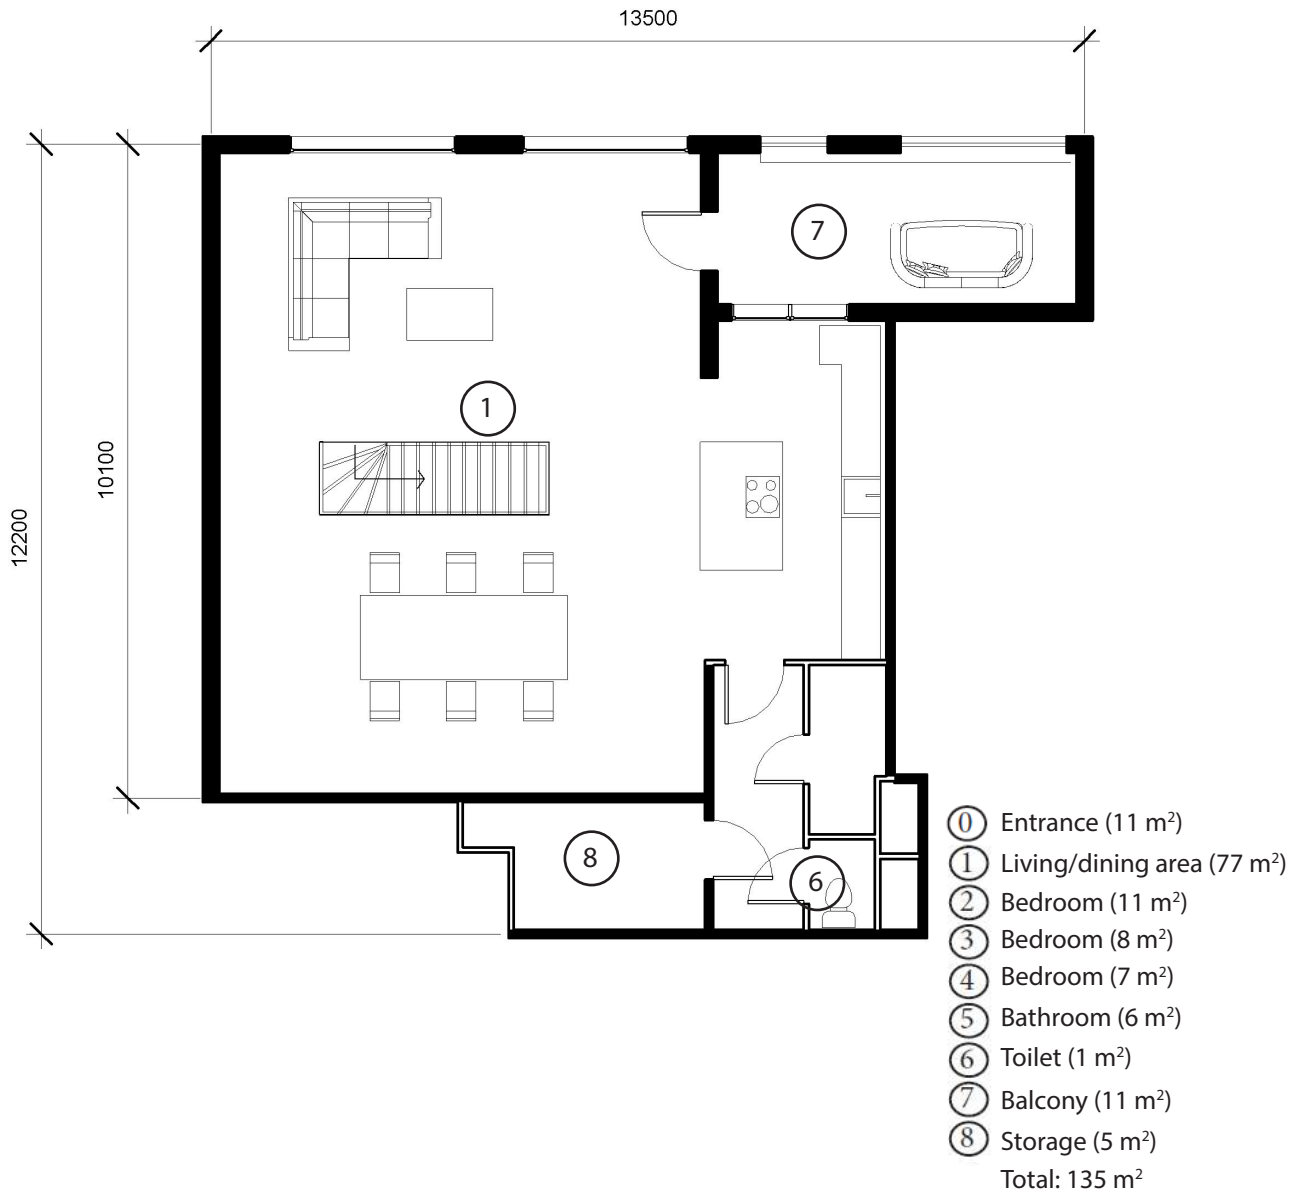 13500
7
1
10100
12200
8
6
0 Entrance (11 m²)
1 Living/dining area (77 m²)
2 Bedroom (11 m²)
3 Bedroom (8 m²)
4 Bedroom (7 m²)
5 Bathroom (6 m²)
6 Toilet (1 m²)
7 Balcony (11 m²)
8 Storage (5 m²)
Total: 135 m²